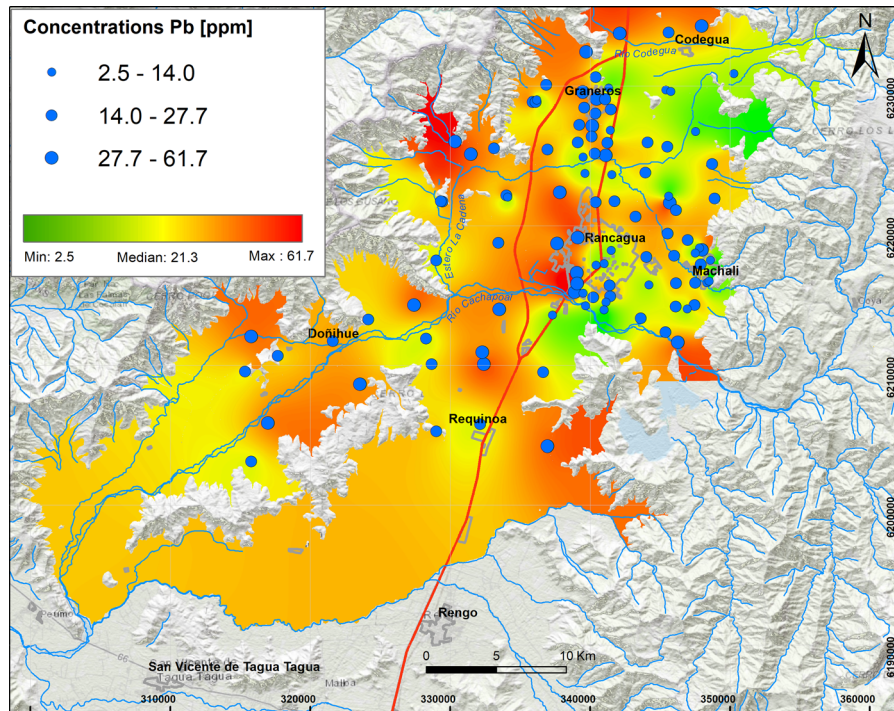 Concentrations Pb [ppm]
2.5 - 14.0
14.0 - 27.7
27.7 - 61.7
Min: 2.5
Median: 21.3
Max : 61.7
N
Codegua
Rio Codegua
Graneros
6230000
Estero La Cadena
Rancagua
6220000
Machali
Rio Cachapoal
Doñihue
6210000
Requinoa
6200000
Rengo
Peumo
66
San Vicente de Tagua Tagua
Tagua Tagua
Malloa
0
5
10 Km
6190000
310000
320000
330000
340000
350000
360000